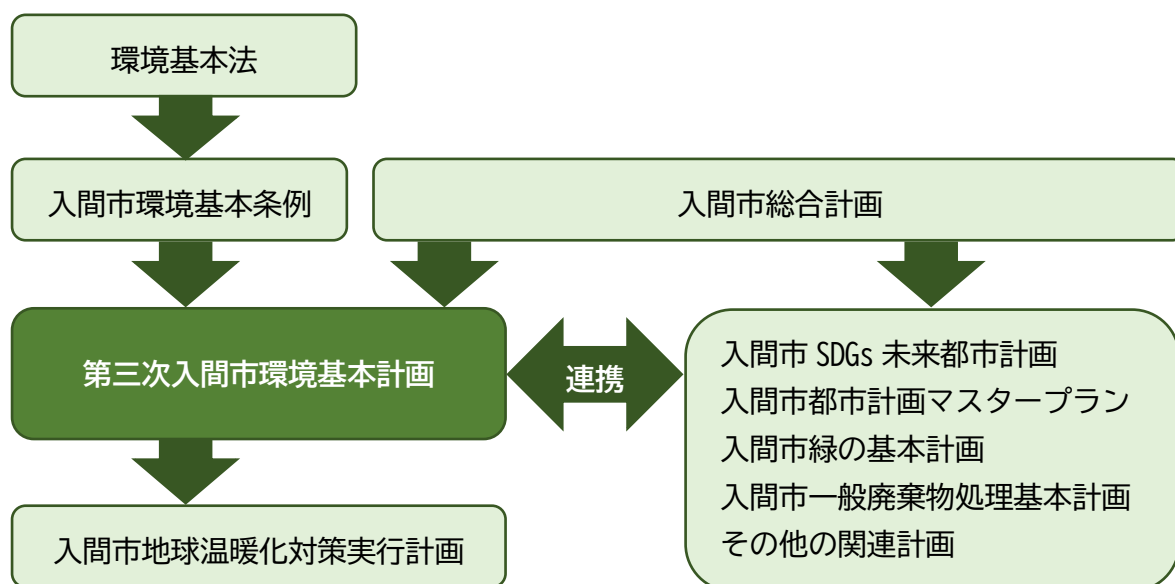 環境基本法
入間市環境基本条例
入間市総合計画
第三次入間市環境基本計画
連携
入間市 SDGs 未来都市計画
入間市都市計画マスタープラン
入間市緑の基本計画
入間市一般廃棄物処理基本計画
その他の関連計画
入間市地球温暖化対策実行計画